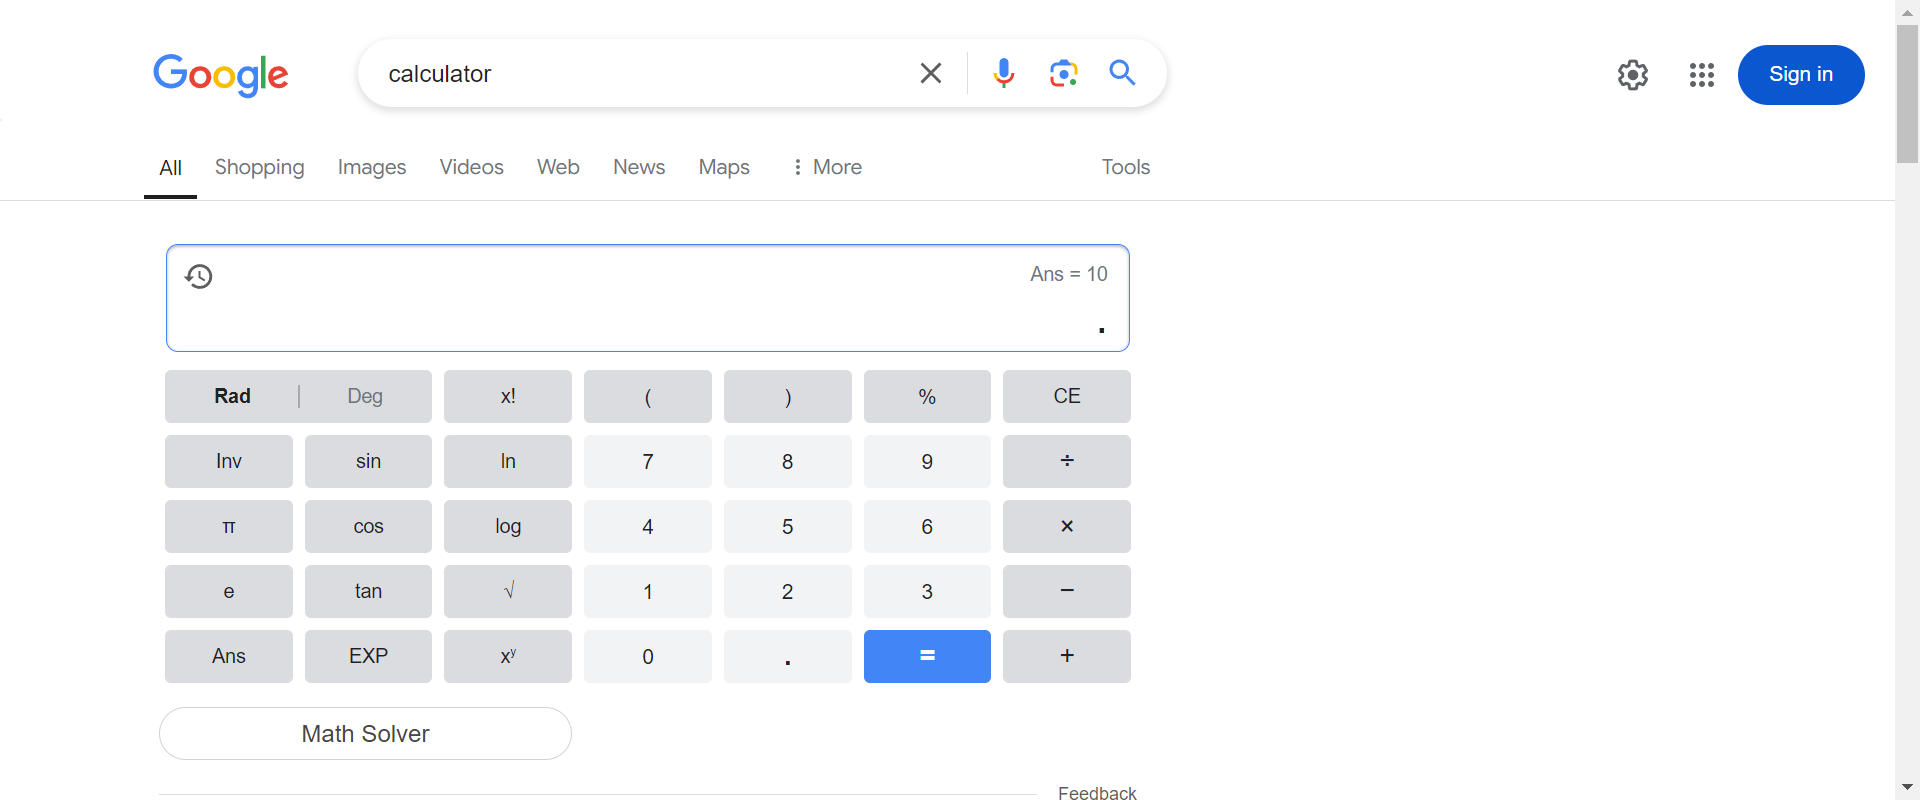 Google
calculator
Sign in
All Shopping Images Videos Web News Maps More Tools
Ans = 10
.
Rad Deg x! ( ) % CE
Inv sin ln 7 8 9 ÷
π cos log 4 5 6 ×
e tan √ 1 2 3 −
Ans EXP xʸ 0 . = +
Math Solver
Feedback